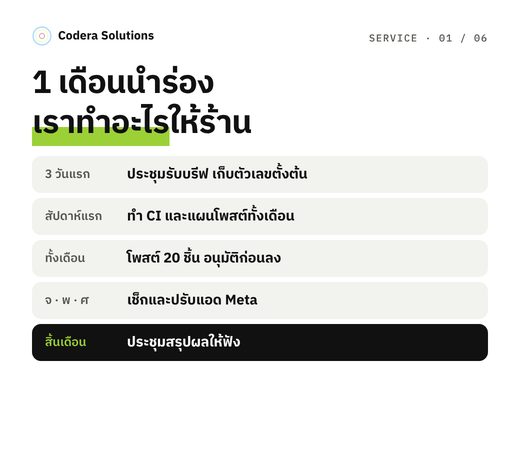 Codera Solutions
SERVICE · 01 / 06
1 เดือนนำร่อง
เราทำอะไรให้ร้าน
3 วันแรก ประชุมรับบรีฟ เก็บตัวเลขตั้งต้น
สัปดาห์แรก ทำ CI และแผนโพสต์ทั้งเดือน
ทั้งเดือน โพสต์ 20 ชิ้น อนุมัติก่อนลง
จ · พ · ศ เช็กและปรับแอด Meta
สิ้นเดือน ประชุมสรุปผลให้ฟัง